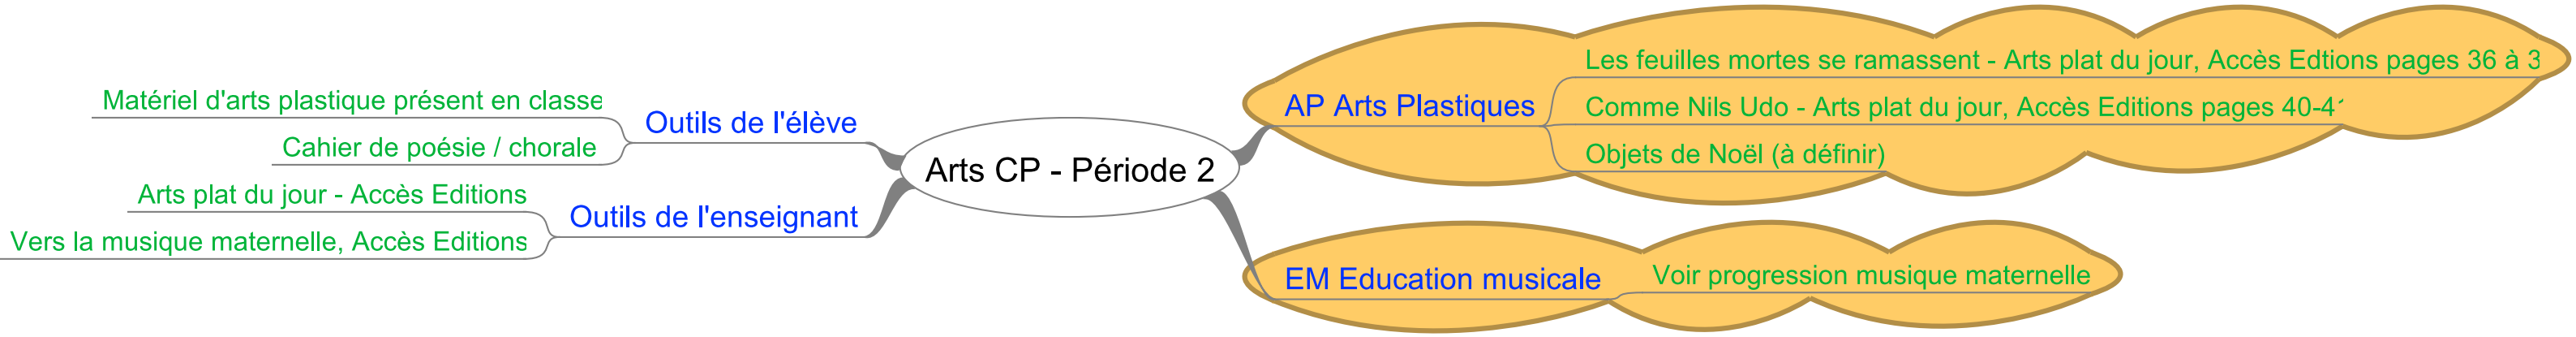 Arts CP - Période 2
Outils de l'élève
Matériel d'arts plastique présent en classe
Cahier de poésie / chorale
Outils de l'enseignant
Arts plat du jour - Accès Editions
Vers la musique maternelle, Accès Editions
AP Arts Plastiques
Les feuilles mortes se ramassent - Arts plat du jour, Accès Edtions pages 36 à 3
Comme Nils Udo - Arts plat du jour, Accès Editions pages 40-41
Objets de Noël (à définir)
EM Education musicale
Voir progression musique maternelle